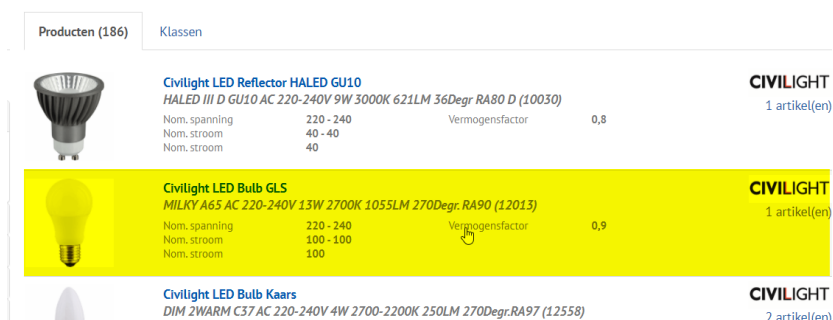 Producten (186) Klassen
Civilight LED Reflector HALED GU10
CIVILIGHT
HALED III D GU10 AC 220-240V 9W 3000K 621LM 36Degr RA80 D (10030)
1 artikel(en)
Nom. spanning 220 - 240 Vermogensfactor 0,8
Nom. stroom 40 - 40
Nom. stroom 40
Civilight LED Bulb GLS
CIVILIGHT
MILKY A65 AC 220-240V 13W 2700K 1055LM 270Degr. RA90 (12013)
1 artikel(en)
Nom. spanning 220 - 240 Vermogensfactor 0,9
Nom. stroom 100 - 100
Nom. stroom 100
Civilight LED Bulb Kaars
CIVILIGHT
DIM 2WARM C37 AC 220-240V 4W 2700-2200K 250LM 270Degr.RA97 (12558)
2 artikel(en)